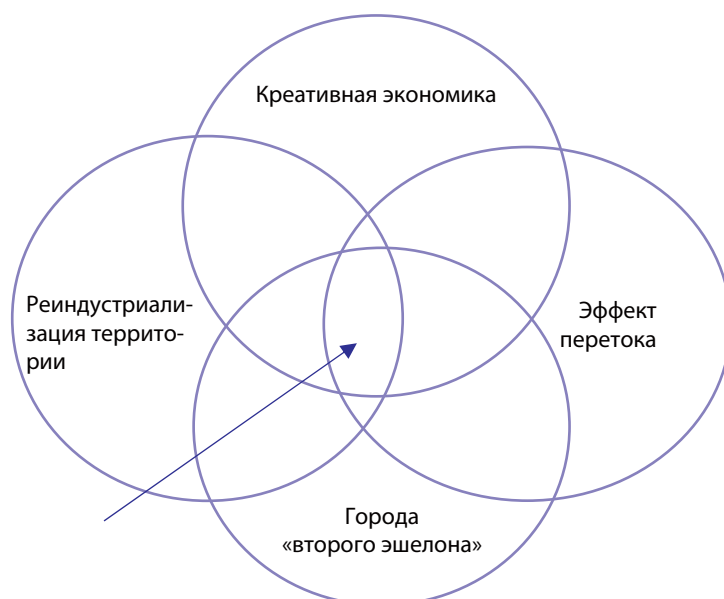 Креативная экономика
Реиндустриали-
зация террито-
рии
Эффект
перетока
Города
«второго эшелона»